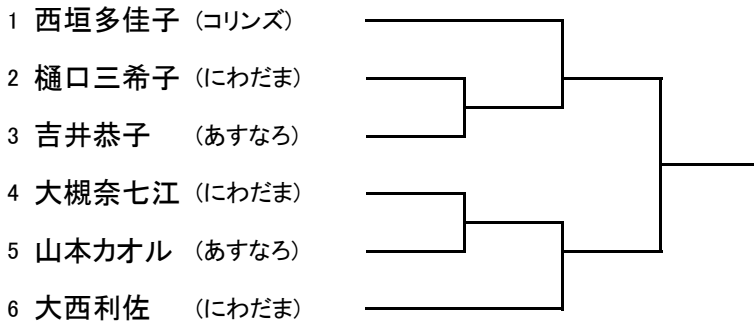 1 西垣多佳子 (コリンズ)
2 樋口三希子 (にわだま)
3 吉井恭子 (あすなろ)
4 大槻奈七江 (にわだま)
5 山本カオル (あすなろ)
6 大西利佐 (にわだま)